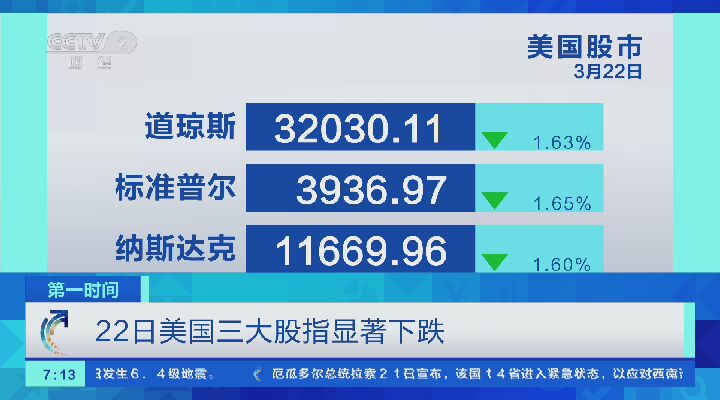 CCTV 2
财经
美国股市
3月22日
道琼斯 32030.11 1.63%
标准普尔 3936.97 1.65%
纳斯达克 11669.96 1.60%
第一时间
22日美国三大股指显著下跌
7:13 发生6.4级地震。 厄瓜多尔总统拉索21日宣布，该国14省进入紧急状态，以应对西南